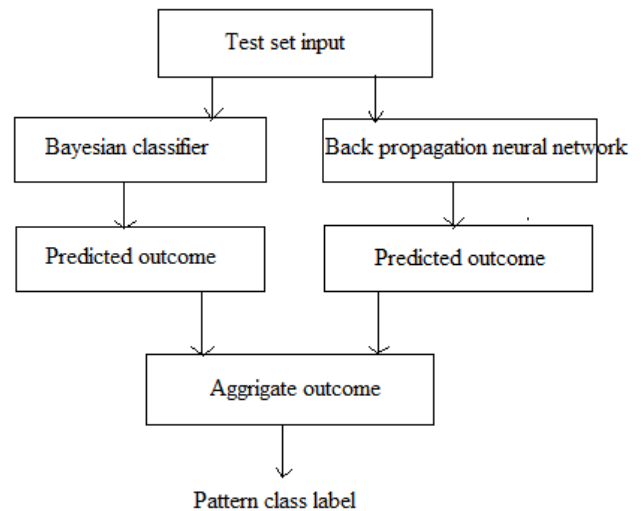 Test set input
Bayesian classifier
Back propagation neural network
Predicted outcome
Predicted outcome
Aggrigate outcome
Pattern class label